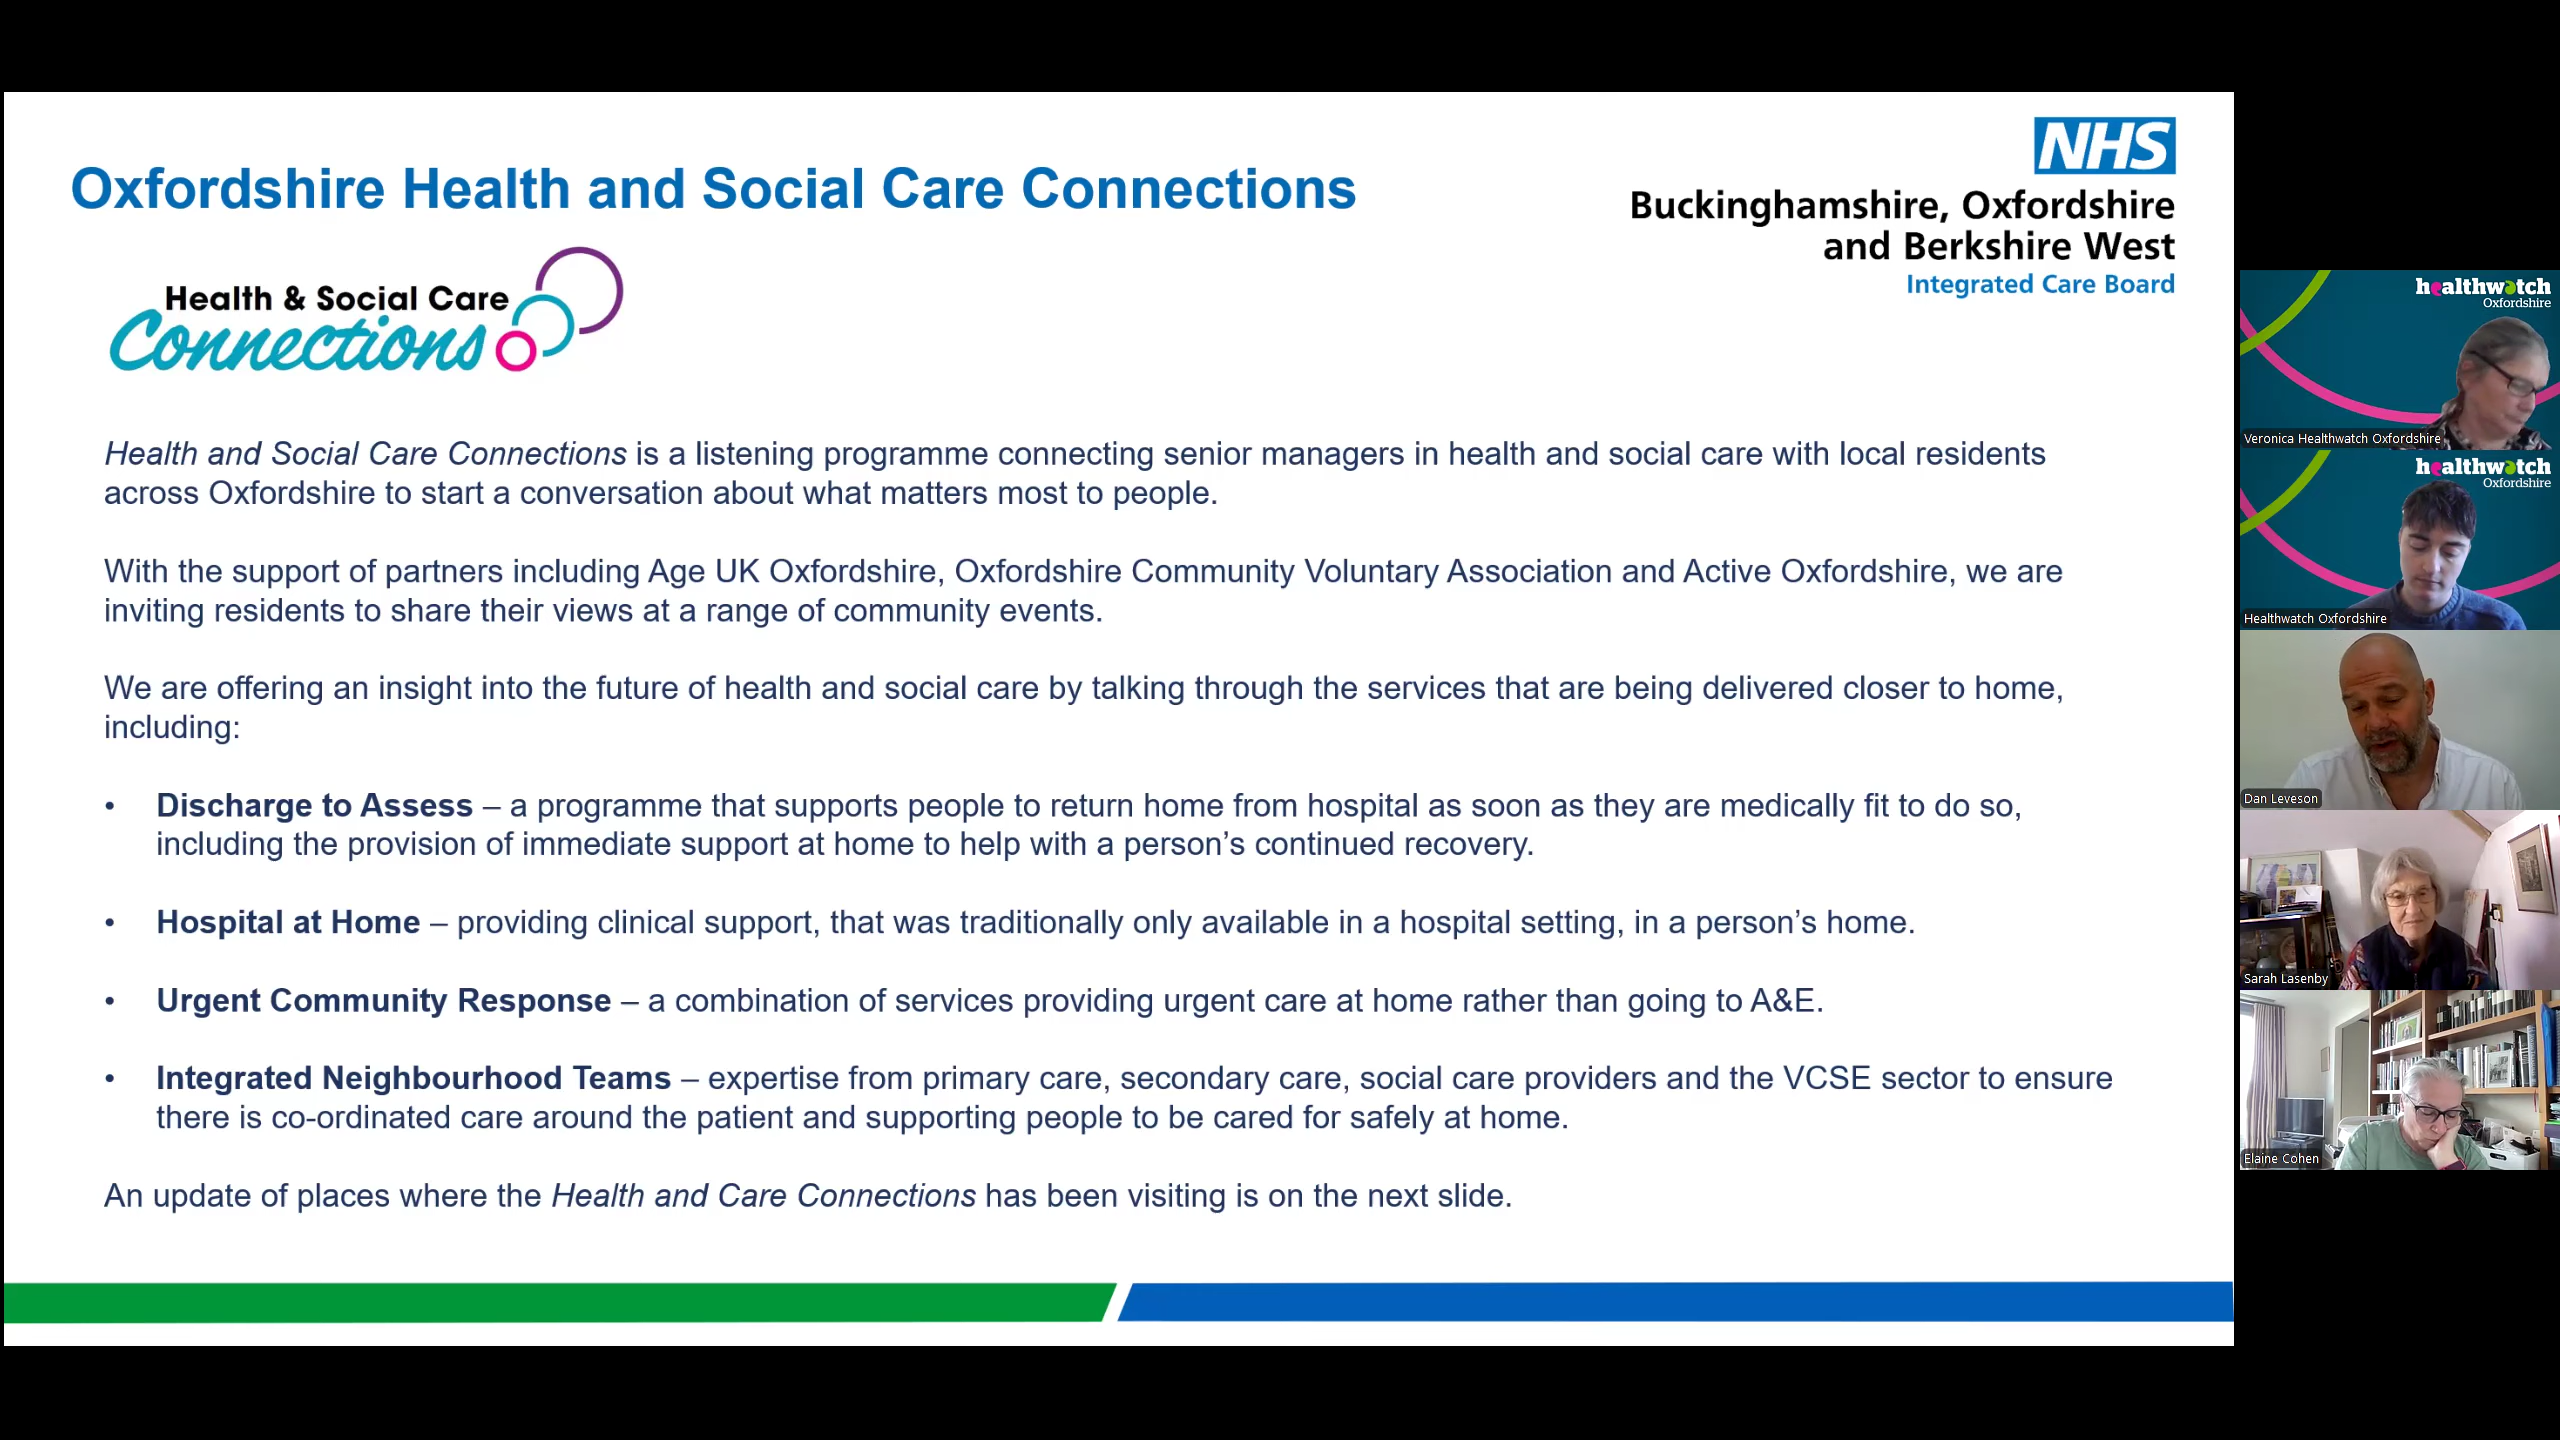 Oxfordshire Health and Social Care Connections
NHS
Buckinghamshire, Oxfordshire
and Berkshire West
Integrated Care Board
Health & Social Care
Connections
Health and Social Care Connections is a listening programme connecting senior managers in health and social care with local residents
across Oxfordshire to start a conversation about what matters most to people.
With the support of partners including Age UK Oxfordshire, Oxfordshire Community Voluntary Association and Active Oxfordshire, we are
inviting residents to share their views at a range of community events.
We are offering an insight into the future of health and social care by talking through the services that are being delivered closer to home,
including:
• Discharge to Assess – a programme that supports people to return home from hospital as soon as they are medically fit to do so,
including the provision of immediate support at home to help with a person’s continued recovery.
• Hospital at Home – providing clinical support, that was traditionally only available in a hospital setting, in a person’s home.
• Urgent Community Response – a combination of services providing urgent care at home rather than going to A&E.
• Integrated Neighbourhood Teams – expertise from primary care, secondary care, social care providers and the VCSE sector to ensure
there is co-ordinated care around the patient and supporting people to be cared for safely at home.
An update of places where the Health and Care Connections has been visiting is on the next slide.
healthwatch
Oxfordshire
Veronica Healthwatch Oxfordshire
healthwatch
Oxfordshire
Healthwatch Oxfordshire
Dan Leveson
Sarah Lasenby
Elaine Cohen